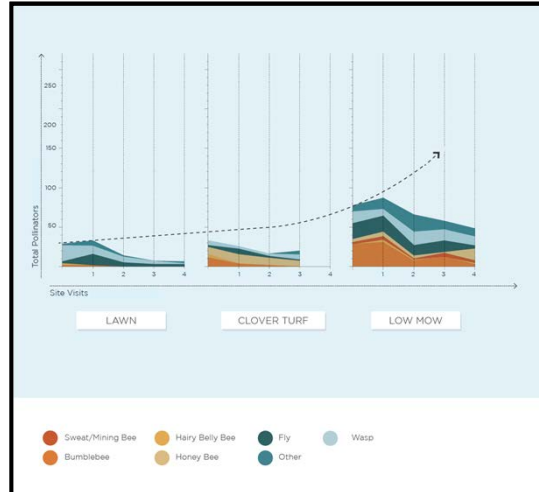 250
200
150
100
50
Total Pollinators
1 2 3 4
1 2 3 4
1 2 3 4
Site Visits
LAWN CLOVER TURF LOW MOW
Sweat/Mining Bee Hairy Belly Bee Fly Wasp
Bumblebee Honey Bee Other